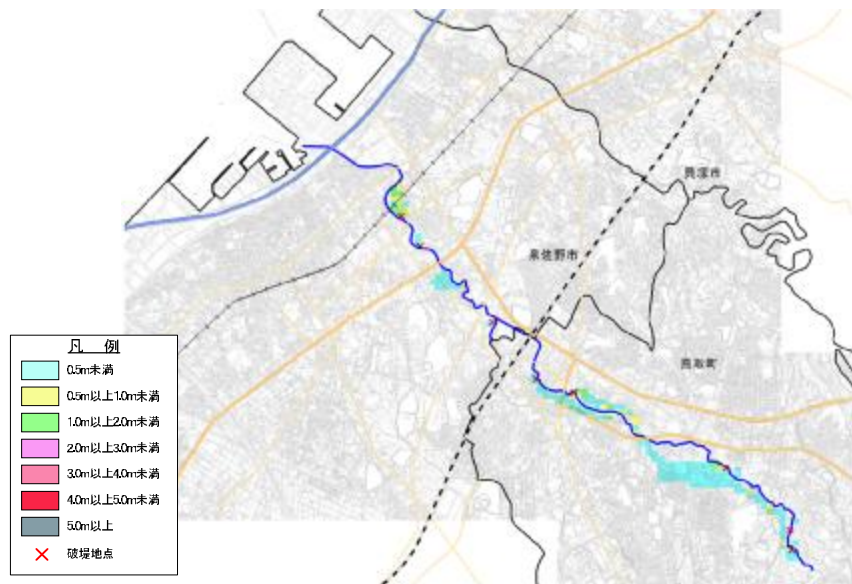 貝塚市
泉佐野市
熊取町
凡 例
0.5m未満
0.5m以上1.0m未満
1.0m以上2.0m未満
2.0m以上3.0m未満
3.0m以上4.0m未満
4.0m以上5.0m未満
5.0m以上
破堤地点